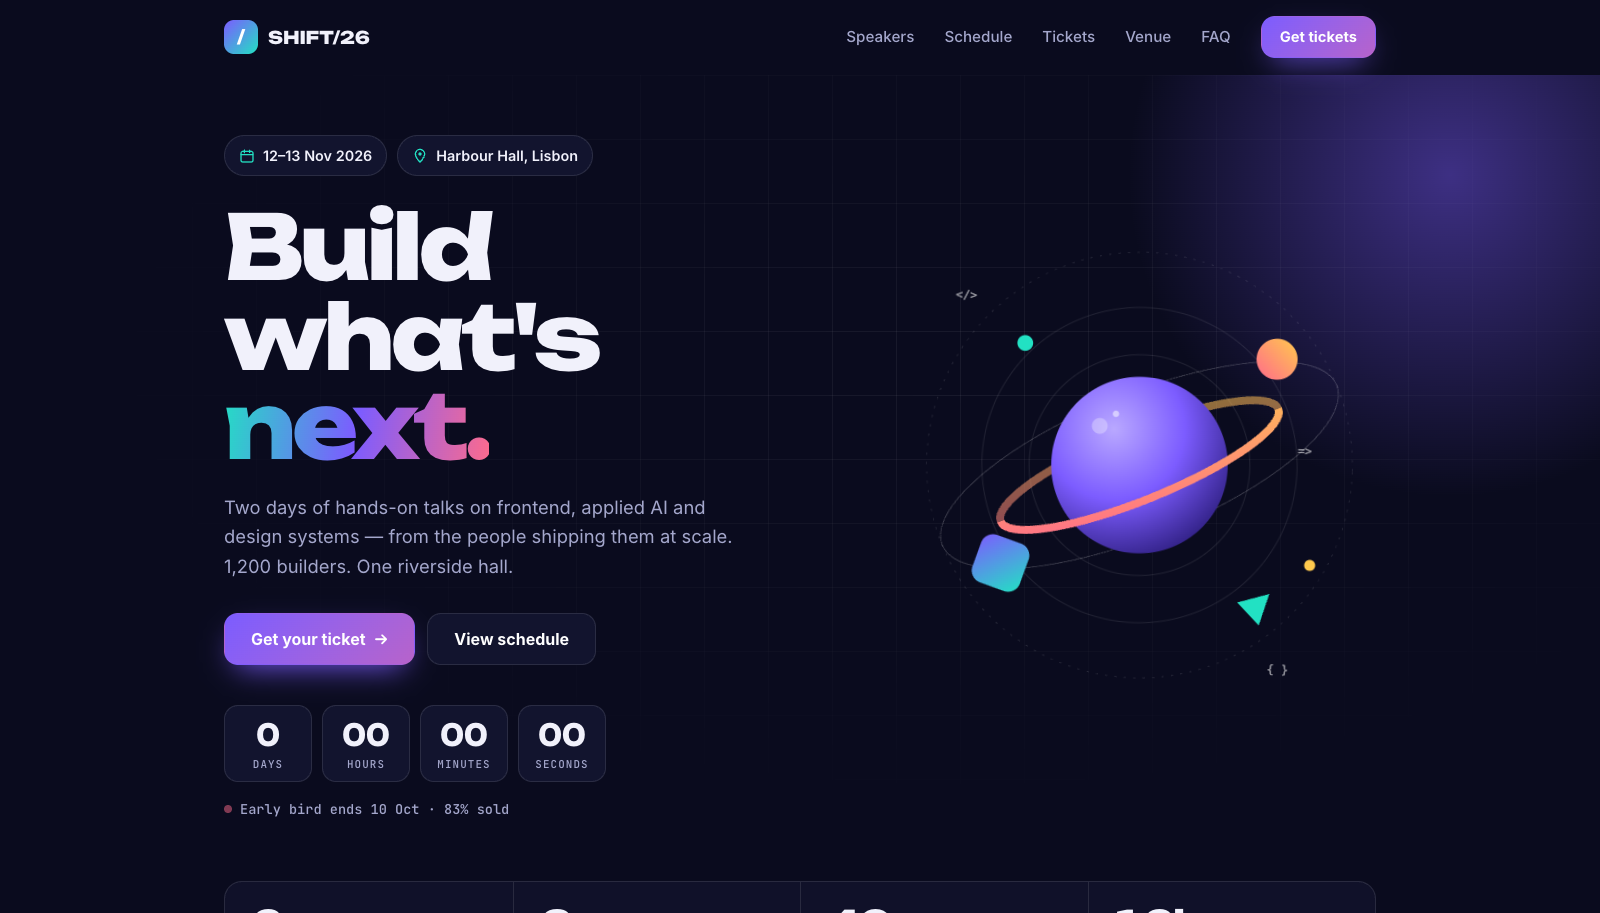 / SHIFT/26
Speakers Schedule Tickets Venue FAQ Get tickets
12–13 Nov 2026 Harbour Hall, Lisbon
Build
what's
next.
Two days of hands-on talks on frontend, applied AI and
design systems — from the people shipping them at scale.
1,200 builders. One riverside hall.
Get your ticket → View schedule
0 00 00 00
DAYS HOURS MINUTES SECONDS
Early bird ends 10 Oct · 83% sold
</>
=>
{ }